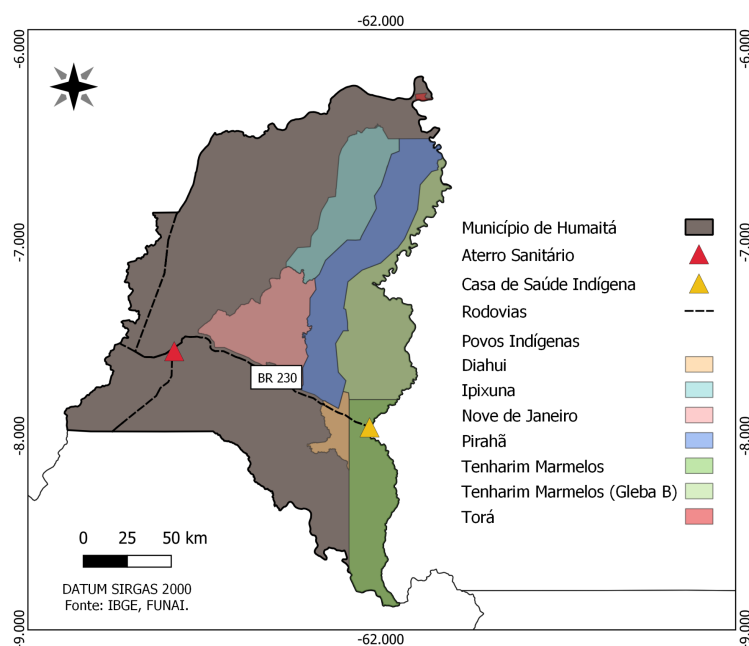 -62.000
-6.000
-6.000
-7.000
-7.000
Município de Humaitá
Aterro Sanitário
Casa de Saúde Indígena
Rodovias
Povos Indígenas
Diahui
Ipixuna
Nove de Janeiro
Pirahã
Tenharim Marmelos
Tenharim Marmelos (Gleba B)
Torá
BR 230
-8.000
-8.000
0 25 50 km
DATUM SIRGAS 2000
Fonte: IBGE, FUNAI.
-9.000
-9.000
-62.000